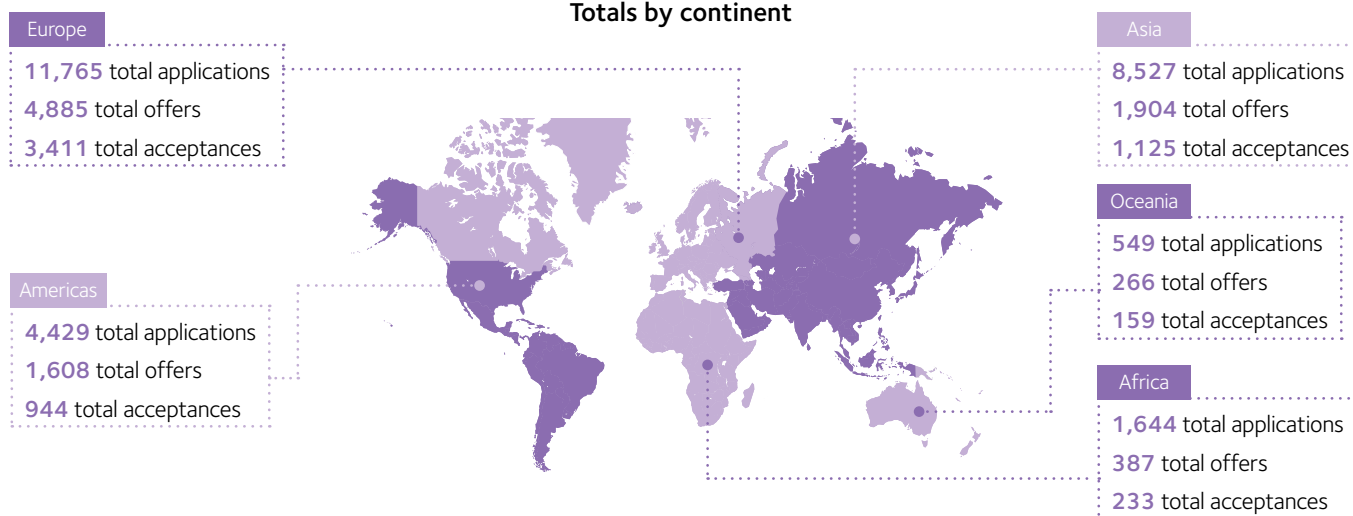 Totals by continent
Europe
11,765 total applications
4,885 total offers
3,411 total acceptances
Asia
8,527 total applications
1,904 total offers
1,125 total acceptances
Oceania
549 total applications
266 total offers
159 total acceptances
Americas
4,429 total applications
1,608 total offers
944 total acceptances
Africa
1,644 total applications
387 total offers
233 total acceptances